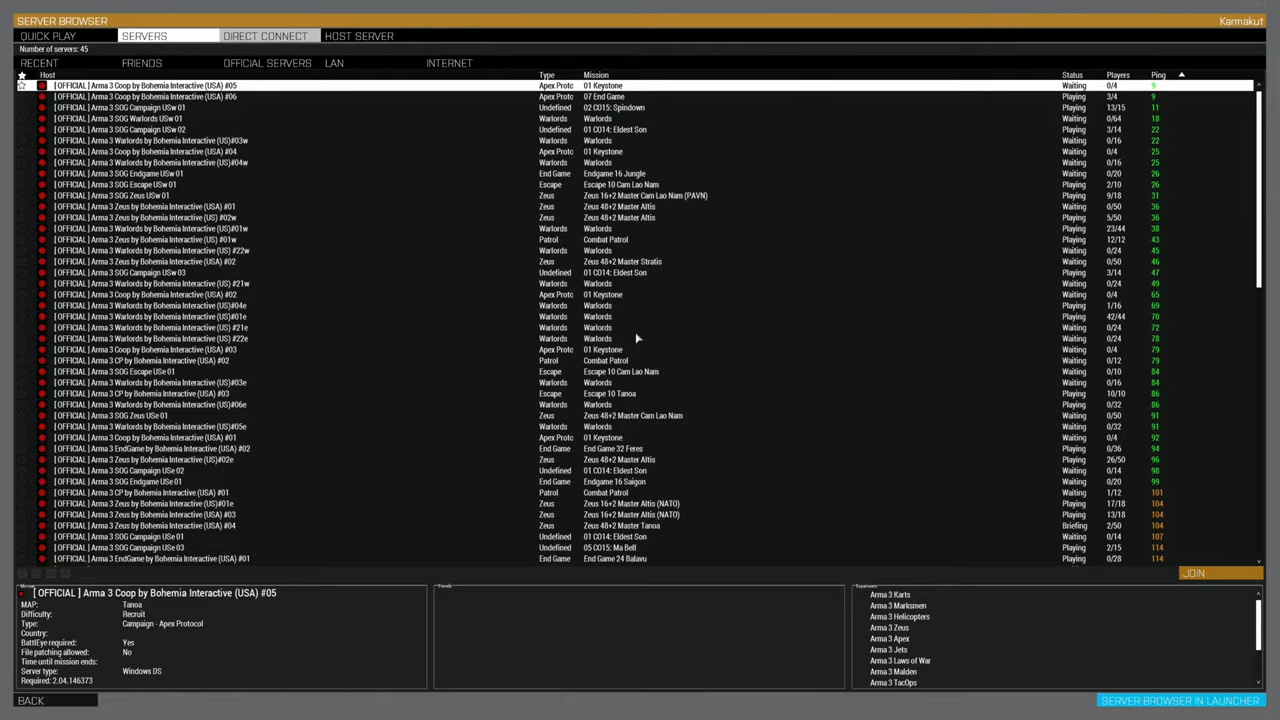 SERVER BROWSER Karmakut
QUICK PLAY SERVERS DIRECT CONNECT HOST SERVER
Number of servers: 45
RECENT FRIENDS OFFICIAL SERVERS LAN INTERNET
Host Type Mission Status Players Ping
[ OFFICIAL ] Arma 3 Coop by Bohemia Interactive (USA) #05 Apex Protc 01 Keystone Waiting 0/4 9
[ OFFICIAL ] Arma 3 Coop by Bohemia Interactive (USA) #06 Apex Protc 07 End Game Playing 3/4 9
[ OFFICIAL ] Arma 3 SOG Campaign USw 01 Undefined 02 CO15: Spindown Playing 13/15 11
[ OFFICIAL ] Arma 3 SOG Warlords USw 01 Warlords Warlords Waiting 0/64 18
[ OFFICIAL ] Arma 3 SOG Campaign USw 02 Undefined 01 CO14: Eldest Son Playing 3/14 22
[ OFFICIAL ] Arma 3 Warlords by Bohemia Interactive (US)#03w Warlords Warlords Waiting 0/16 22
[ OFFICIAL ] Arma 3 Coop by Bohemia Interactive (USA) #04 Apex Protc 01 Keystone Waiting 0/4 25
[ OFFICIAL ] Arma 3 Warlords by Bohemia Interactive (US)#04w Warlords Warlords Waiting 0/16 25
[ OFFICIAL ] Arma 3 SOG Endgame USw 01 End Game Endgame 16 Jungle Waiting 0/20 26
[ OFFICIAL ] Arma 3 SOG Escape USw 01 Escape Escape 10 Cam Lao Nam Playing 2/10 26
[ OFFICIAL ] Arma 3 SOG Zeus USw 01 Zeus Zeus 16+2 Master Cam Lao Nam (PAVN) Playing 9/18 31
[ OFFICIAL ] Arma 3 Zeus by Bohemia Interactive (USA) #01 Zeus Zeus 48+2 Master Altis Waiting 0/50 36
[ OFFICIAL ] Arma 3 Zeus by Bohemia Interactive (US) #02w Zeus Zeus 48+2 Master Altis Playing 5/50 36
[ OFFICIAL ] Arma 3 Warlords by Bohemia Interactive (US)#01w Warlords Warlords Playing 23/44 38
[ OFFICIAL ] Arma 3 Zeus by Bohemia Interactive (US) #01w Patrol Combat Patrol Playing 12/12 43
[ OFFICIAL ] Arma 3 Warlords by Bohemia Interactive (US) #22w Warlords Warlords Waiting 0/24 45
[ OFFICIAL ] Arma 3 Zeus by Bohemia Interactive (USA) #02 Zeus Zeus 48+2 Master Stratis Waiting 0/50 46
[ OFFICIAL ] Arma 3 SOG Campaign USw 03 Undefined 01 CO14: Eldest Son Playing 3/14 47
[ OFFICIAL ] Arma 3 Warlords by Bohemia Interactive (US) #21w Warlords Warlords Waiting 0/24 49
[ OFFICIAL ] Arma 3 Coop by Bohemia Interactive (USA) #02 Apex Protc 01 Keystone Waiting 0/4 65
[ OFFICIAL ] Arma 3 Warlords by Bohemia Interactive (US)#04e Warlords Warlords Playing 1/16 69
[ OFFICIAL ] Arma 3 Warlords by Bohemia Interactive (US)#01e Warlords Warlords Playing 42/44 70
[ OFFICIAL ] Arma 3 Warlords by Bohemia Interactive (US) #21e Warlords Warlords Waiting 0/24 72
[ OFFICIAL ] Arma 3 Warlords by Bohemia Interactive (US) #22e Warlords Warlords Waiting 0/24 78
[ OFFICIAL ] Arma 3 Coop by Bohemia Interactive (USA) #03 Apex Protc 01 Keystone Waiting 0/4 79
[ OFFICIAL ] Arma 3 CP by Bohemia Interactive (USA) #02 Patrol Combat Patrol Waiting 0/12 79
[ OFFICIAL ] Arma 3 SOG Escape USe 01 Escape Escape 10 Cam Lao Nam Waiting 0/10 84
[ OFFICIAL ] Arma 3 Warlords by Bohemia Interactive (US)#03e Warlords Warlords Waiting 0/16 84
[ OFFICIAL ] Arma 3 CP by Bohemia Interactive (USA) #03 Escape Escape 10 Tanoa Playing 10/10 86
[ OFFICIAL ] Arma 3 Warlords by Bohemia Interactive (US)#06e Warlords Warlords Waiting 0/32 86
[ OFFICIAL ] Arma 3 SOG Zeus USe 01 Zeus Zeus 48+2 Master Cam Lao Nam Waiting 0/50 91
[ OFFICIAL ] Arma 3 Warlords by Bohemia Interactive (US)#05e Warlords Warlords Waiting 0/32 91
[ OFFICIAL ] Arma 3 Coop by Bohemia Interactive (USA) #01 Apex Protc 01 Keystone Waiting 0/4 92
[ OFFICIAL ] Arma 3 EndGame by Bohemia Interactive (USA) #02 End Game End Game 32 Feres Waiting 0/36 94
[ OFFICIAL ] Arma 3 Zeus by Bohemia Interactive (US)#02e Zeus Zeus 48+2 Master Altis Playing 26/50 96
[ OFFICIAL ] Arma 3 SOG Campaign USe 02 Undefined 01 CO14: Eldest Son Waiting 0/14 98
[ OFFICIAL ] Arma 3 SOG Endgame USe 01 End Game Endgame 16 Saigon Waiting 0/20 99
[ OFFICIAL ] Arma 3 CP by Bohemia Interactive (USA) #01 Patrol Combat Patrol Waiting 1/12 101
[ OFFICIAL ] Arma 3 Zeus by Bohemia Interactive (US)#01e Zeus Zeus 16+2 Master Altis (NATO) Playing 17/18 104
[ OFFICIAL ] Arma 3 Zeus by Bohemia Interactive (USA) #03 Zeus Zeus 16+2 Master Altis (NATO) Playing 13/18 104
[ OFFICIAL ] Arma 3 Zeus by Bohemia Interactive (USA) #04 Zeus Zeus 48+2 Master Tanoa Briefing 2/50 104
[ OFFICIAL ] Arma 3 SOG Campaign USe 01 Undefined 01 CO14: Eldest Son Waiting 0/14 107
[ OFFICIAL ] Arma 3 SOG Campaign USe 03 Undefined 05 CO15: Ma Bell Playing 2/15 114
[ OFFICIAL ] Arma 3 EndGame by Bohemia Interactive (USA) #01 End Game End Game 24 Balavu Playing 0/28 114
JOIN
Mission Friends Expansions
[ OFFICIAL ] Arma 3 Coop by Bohemia Interactive (USA) #05
MAP: Tanoa
Difficulty: Recruit
Type: Campaign - Apex Protocol
Country:
BattlEye required: Yes
File patching allowed: No
Time until mission ends:
Server type: Windows DS
Required: 2.04.146373
Arma 3 Karts
Arma 3 Marksmen
Arma 3 Helicopters
Arma 3 Zeus
Arma 3 Apex
Arma 3 Jets
Arma 3 Laws of War
Arma 3 Malden
Arma 3 TacOps
BACK SERVER BROWSER IN LAUNCHER